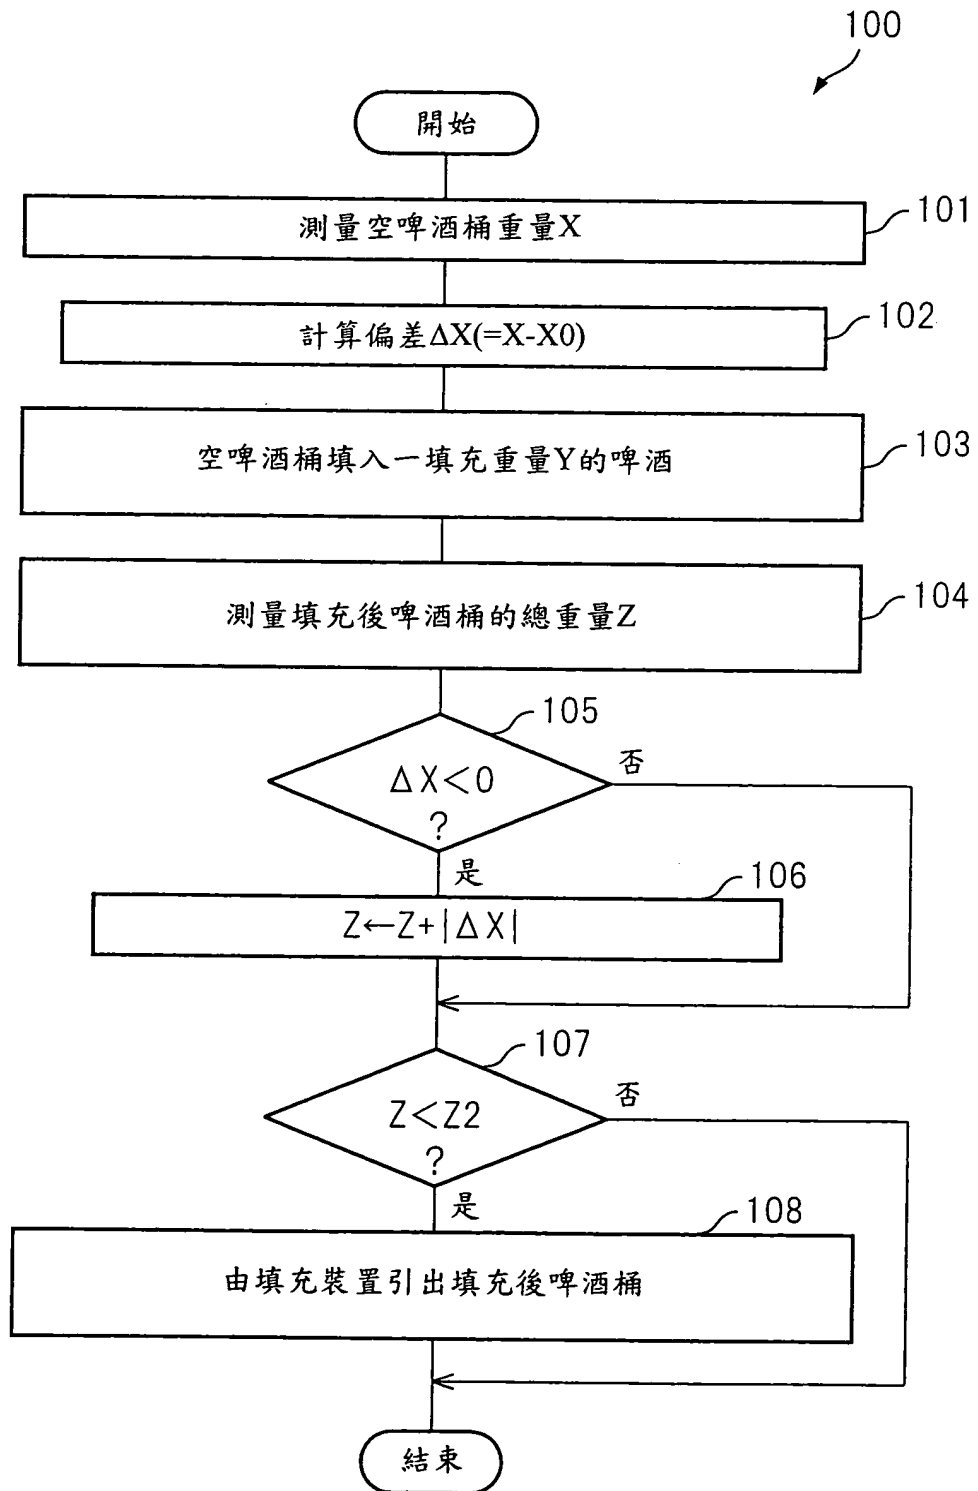 100
開始
測量空啤酒桶重量X
101
計算偏差ΔX(=X-X0)
102
空啤酒桶填入一填充重量Y的啤酒
103
測量填充後啤酒桶的總重量Z
104
105
ΔX<0
?
否
是
106
Z←Z+|ΔX|
107
Z<Z2
?
否
是
108
由填充裝置引出填充後啤酒桶
結束